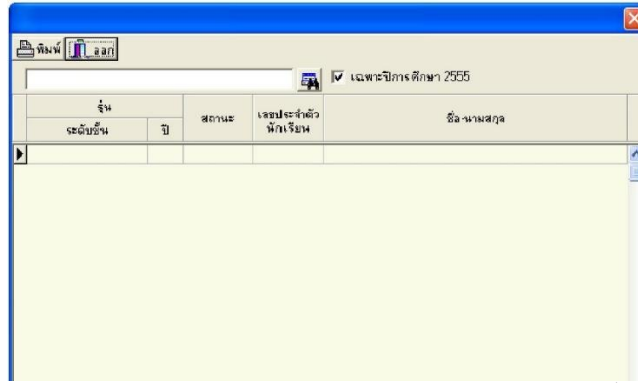 พิมพ์ ออก
เฉพาะปีการศึกษา 2555
รุ่น
ระดับชั้น ปี สถานะ เลขประจำตัว
นักเรียน ชื่อ-นามสกุล